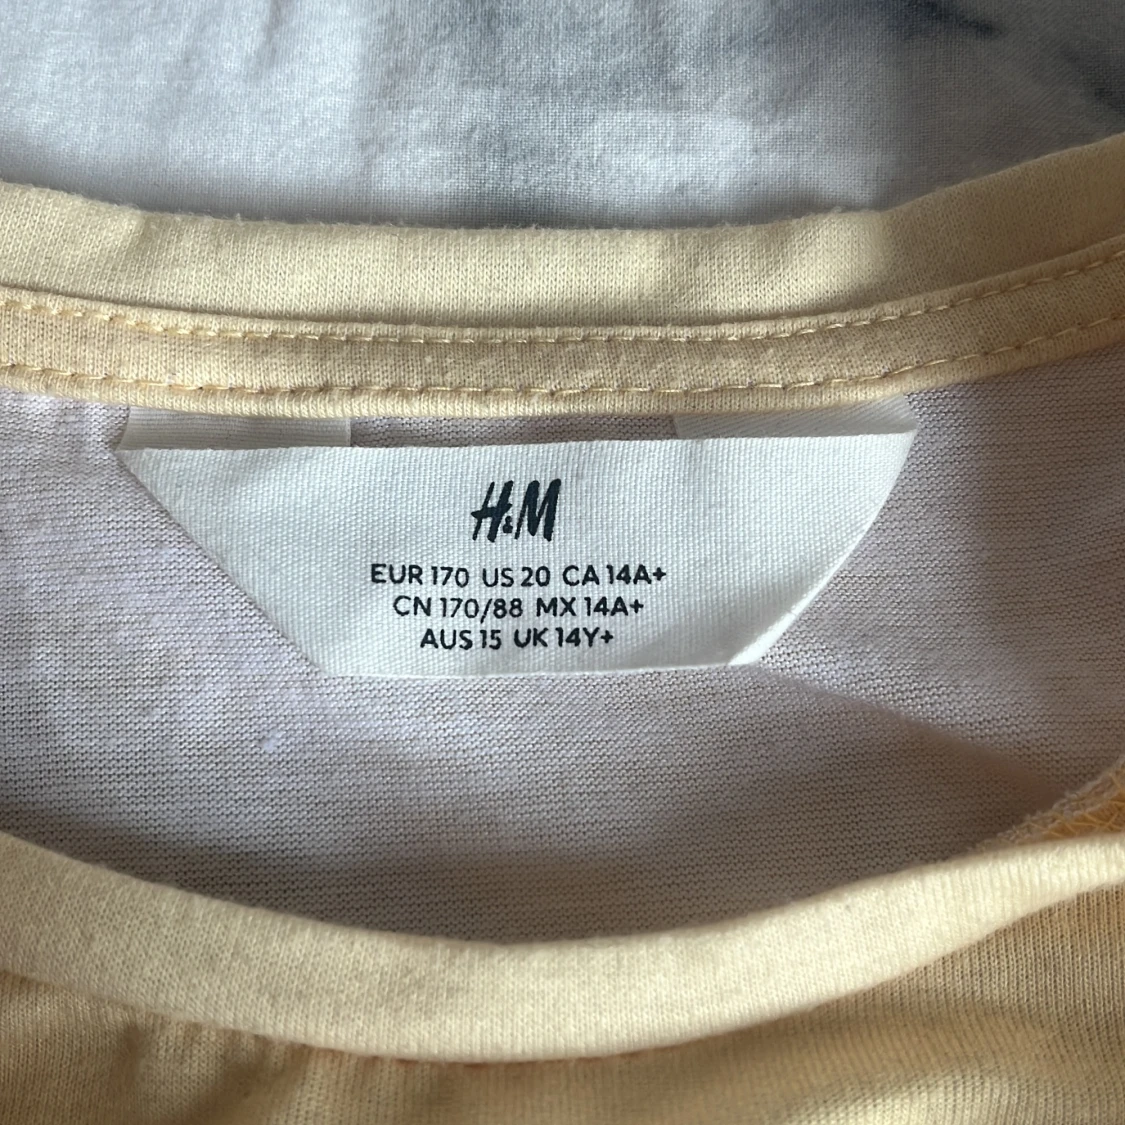 H&M
EUR 170 US 20 CA 14A+
CN 170/88 MX 14A+
AUS 15 UK 14Y+